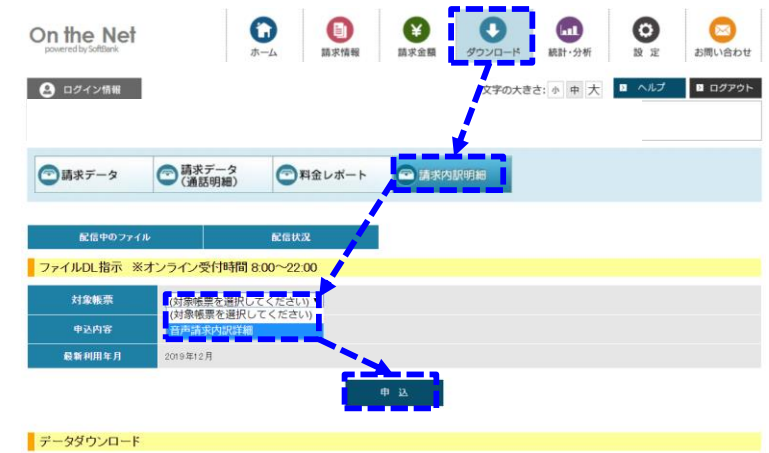 On the Net
powered by SoftBank
ホーム
請求情報
請求金額
ダウンロード
統計・分析
設 定
お問い合わせ
ログイン情報
文字の大きさ: 小 中 大
ヘルプ
ログアウト
請求データ
請求データ
(通話明細)
料金レポート
請求内訳明細
配信中のファイル
配信状況
ファイルDL指示 ※オンライン受付時間 8:00～22:00
対象帳票
(対象帳票を選択してください)
(対象帳票を選択してください)
音声請求内訳詳細
申込内容
最新利用年月
2019年12月
申 込
データダウンロード